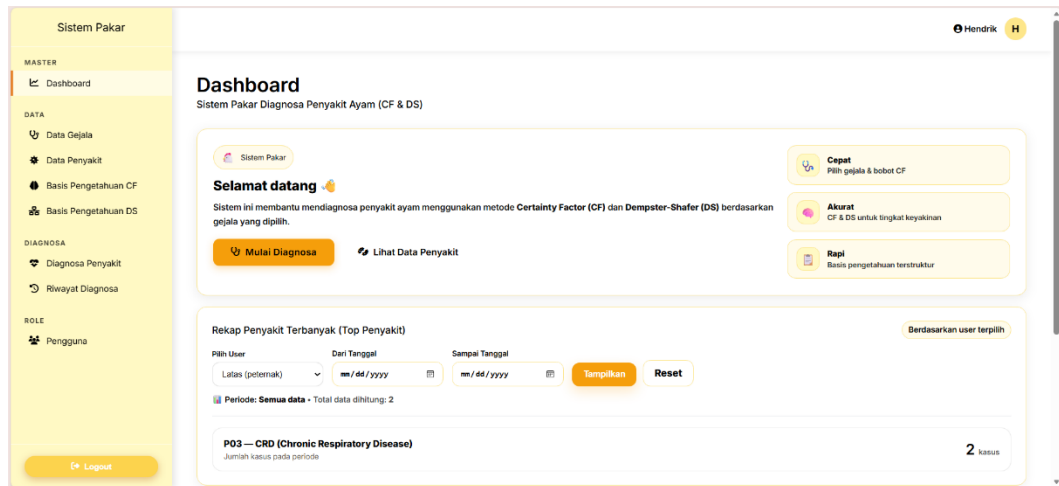 Sistem Pakar
Hendrik
H
MASTER
Dashboard
DATA
Data Gejala
Data Penyakit
Basis Pengetahuan CF
Basis Pengetahuan DS
DIAGNOSA
Diagnosa Penyakit
Riwayat Diagnosa
ROLE
Pengguna
Logout
Dashboard
Sistem Pakar Diagnosa Penyakit Ayam (CF & DS)
Sistem Pakar
Selamat datang
Sistem ini membantu mendiagnosa penyakit ayam menggunakan metode Certainty Factor (CF) dan Dempster-Shafer (DS) berdasarkan
gejala yang dipilih.
Mulai Diagnosa
Lihat Data Penyakit
Cepat
Pilih gejala & bobot CF
Akurat
CF & DS untuk tingkat keyakinan
Rapi
Basis pengetahuan terstruktur
Rekap Penyakit Terbanyak (Top Penyakit)
Berdasarkan user terpilih
Pilih User
Dari Tanggal
Sampai Tanggal
Latas (peternak)
mm/dd/yyyy
mm/dd/yyyy
Tampilkan
Reset
Periode: Semua data • Total data dihitung: 2
P03 — CRD (Chronic Respiratory Disease)
Jumlah kasus pada periode
2 kasus